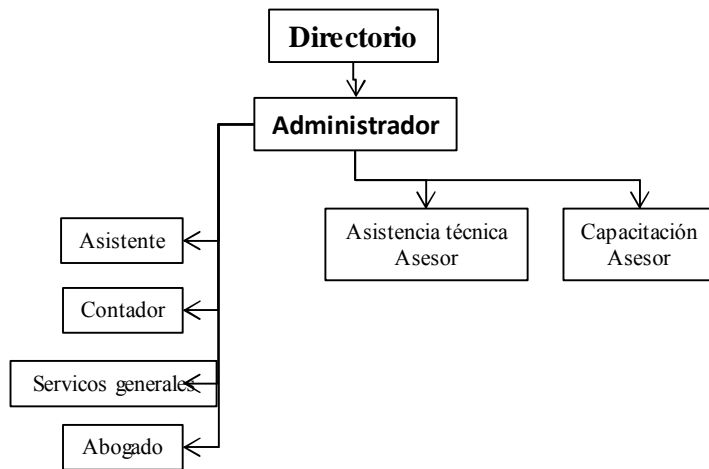 Directorio
Administrador
Asistencia técnica
Asesor
Capacitación
Asesor
Asistente
Contador
Servicos generales
Abogado